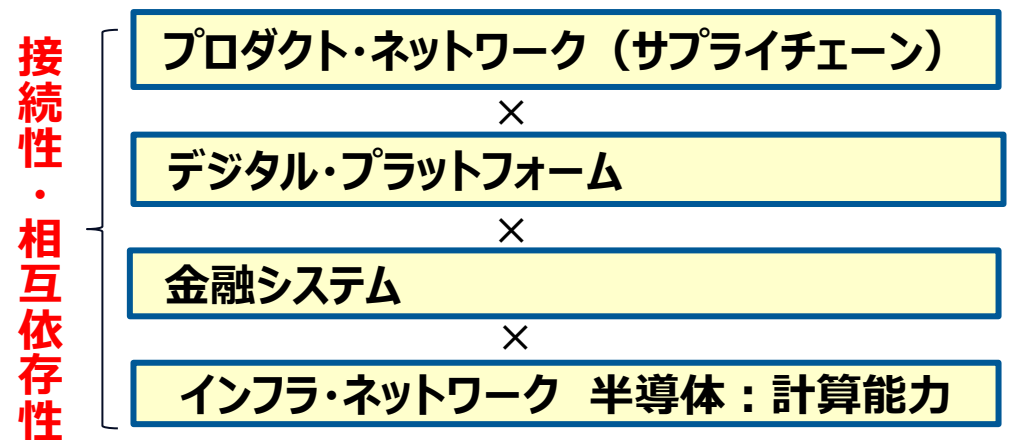 接続性・相互依存性
プロダクト・ネットワーク（サプライチェーン）
×
デジタル・プラットフォーム
×
金融システム
×
インフラ・ネットワーク 半導体：計算能力